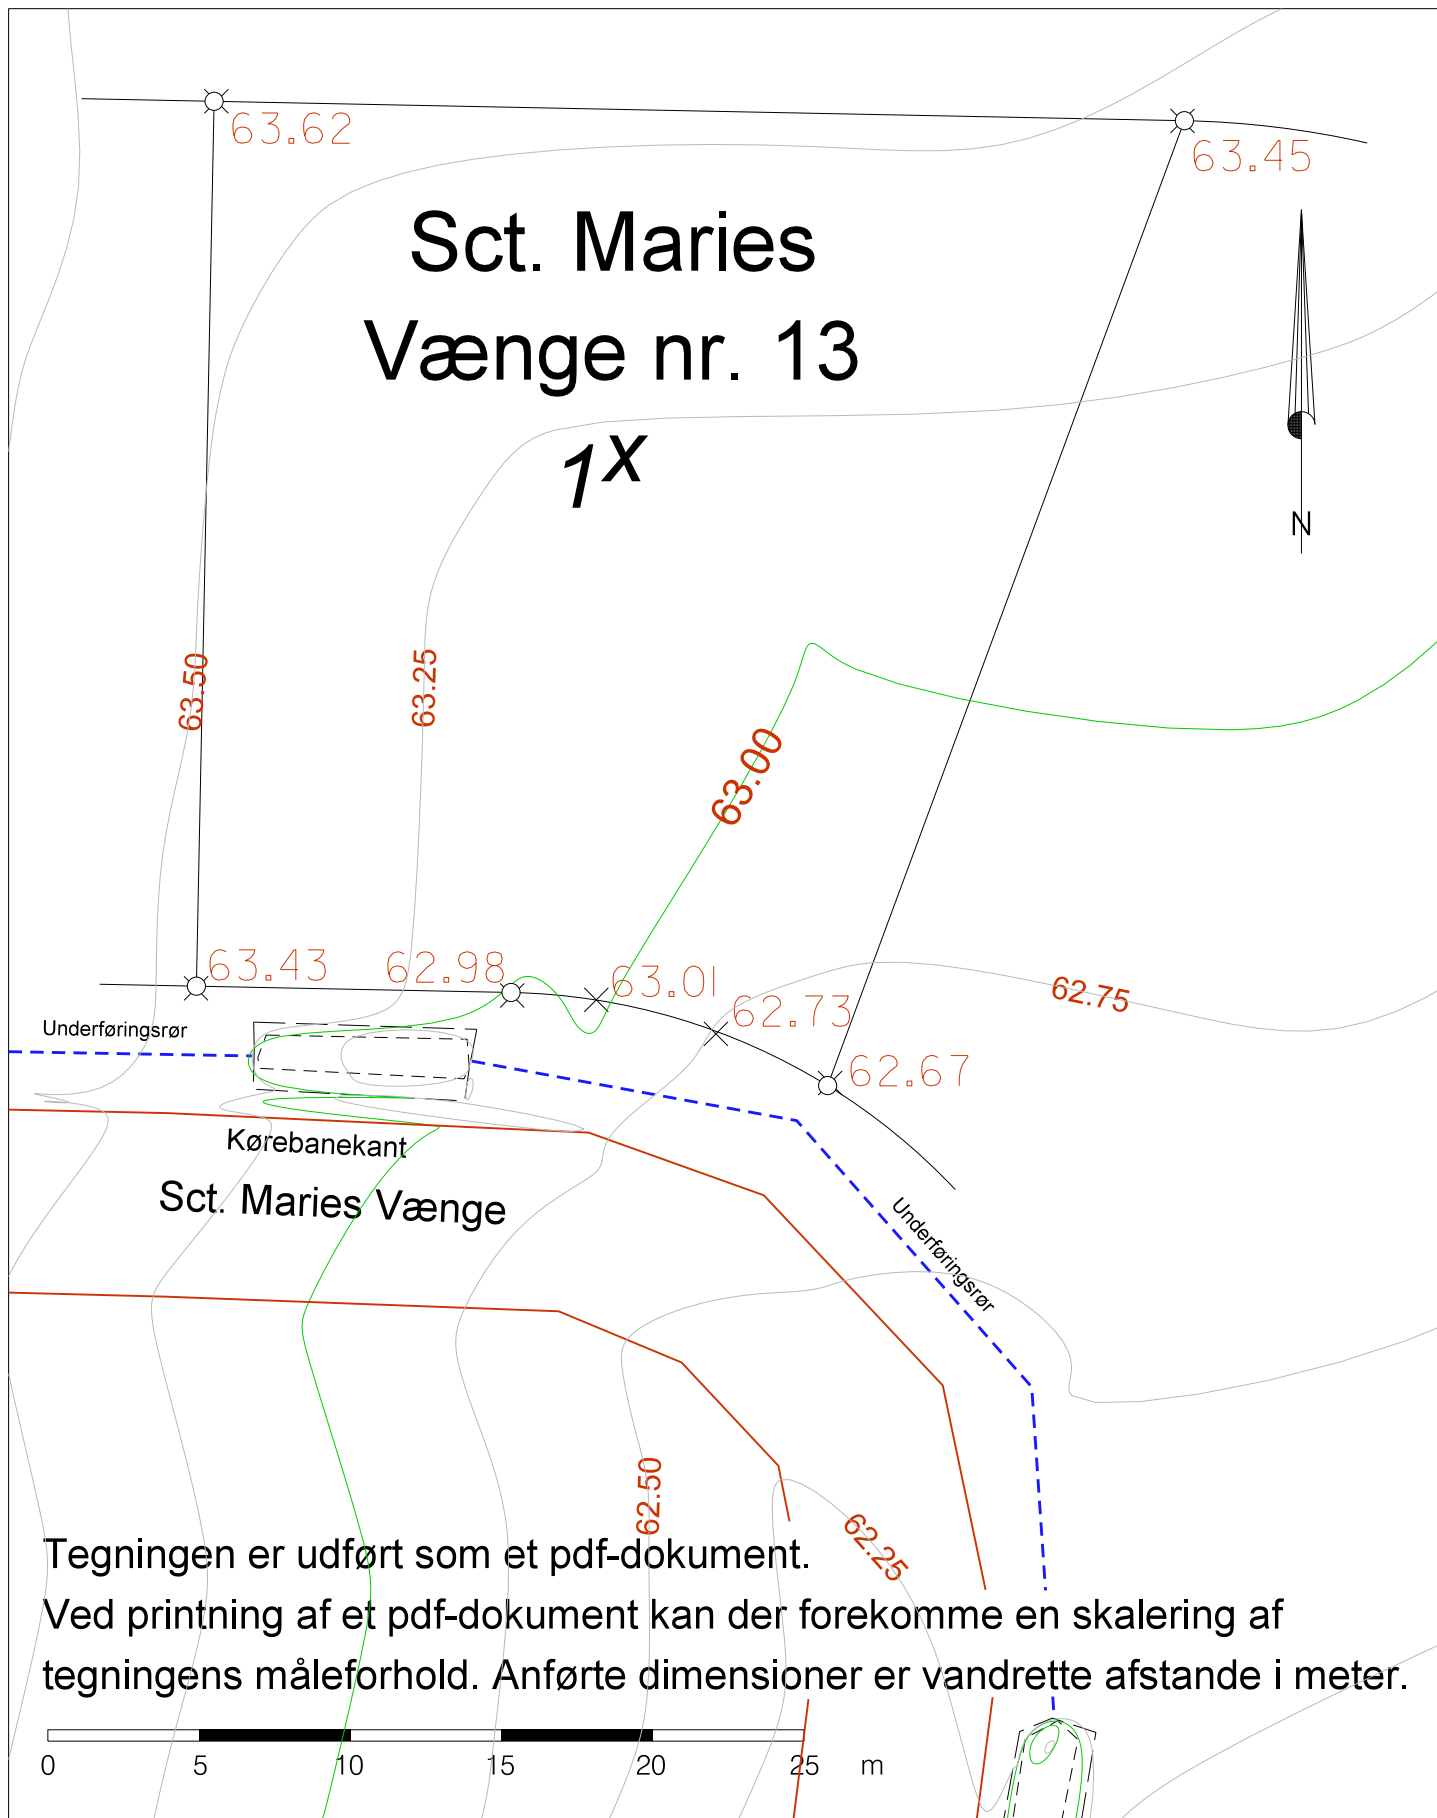 63.62
63.45
Sct. Maries
Vænge nr. 13
1x
N
63.50
63.25
63.00
63.43
62.98
63.01
62.73
62.75
62.67
Underføringsrør
Kørebanekant
Sct. Maries Vænge
Underføringsrør
62.50
62.25
Tegningen er udført som et pdf-dokument.
Ved printning af et pdf-dokument kan der forekomme en skalering af
tegningens måleforhold. Anførte dimensioner er vandrette afstande i meter.
0 5 10 15 20 25 m